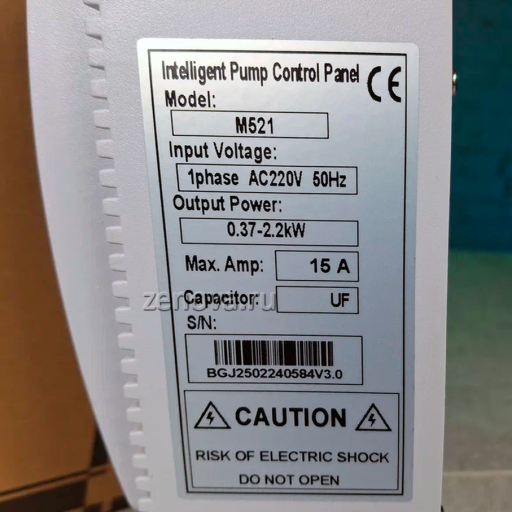 Intelligent Pump Control Panel CE
Model:
M521
Input Voltage:
1phase AC220V 50Hz
Output Power:
0.37-2.2kW
Max. Amp: 15 A
zenova.ru
Capacitor: UF
S/N:
BGJ2502240584V3.0
CAUTION
RISK OF ELECTRIC SHOCK
DO NOT OPEN